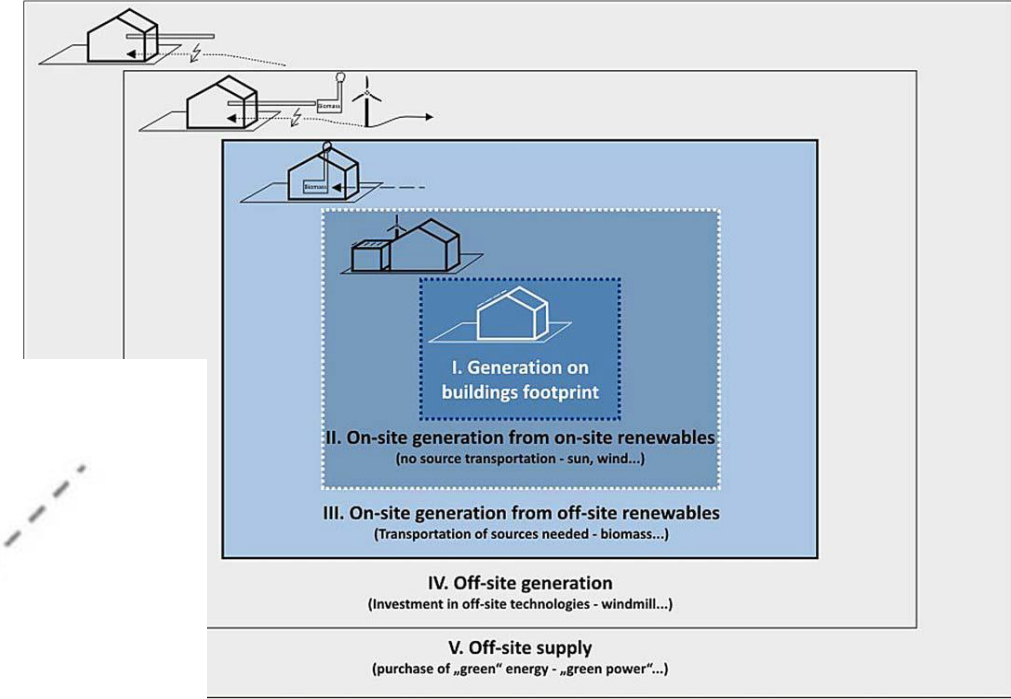 Biomass
Biomass
I. Generation on
buildings footprint
II. On-site generation from on-site renewables
(no source transportation - sun, wind...)
III. On-site generation from off-site renewables
(Transportation of sources needed - biomass...)
IV. Off-site generation
(Investment in off-site technologies - windmill...)
V. Off-site supply
(purchase of „green“ energy - „green power“...)